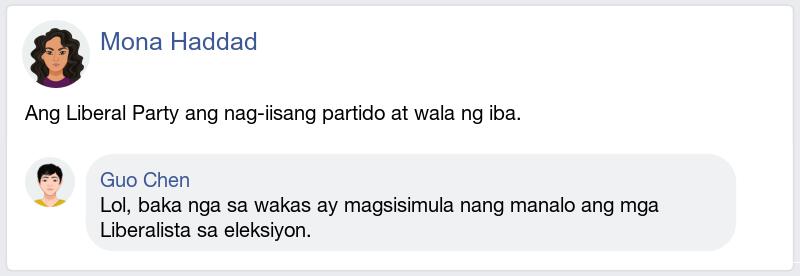 Mona Haddad
Ang Liberal Party ang nag-iisang partido at wala ng iba.
Guo Chen
Lol, baka nga sa wakas ay magsisimula nang manalo ang mga
Liberalista sa eleksiyon.